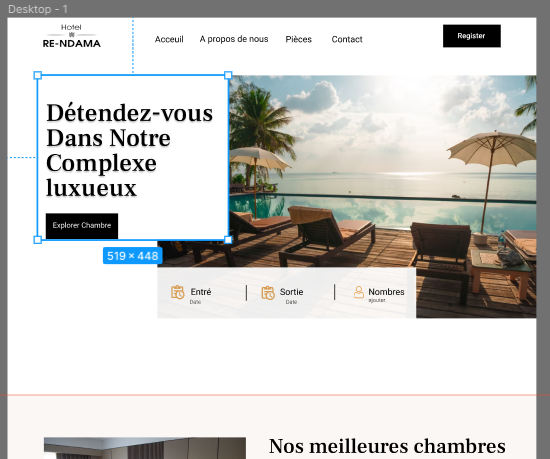 Desktop - 1
Hotel
RE-NDAMA
Acceuil
A propos de nous
Pièces
Contact
Register
Détendez-vous
Dans Notre
Complexe
luxueux
Explorer Chambre
519 × 448
Entré
Date
Sortie
Date
Nombres
ajouter
Nos meilleures chambres